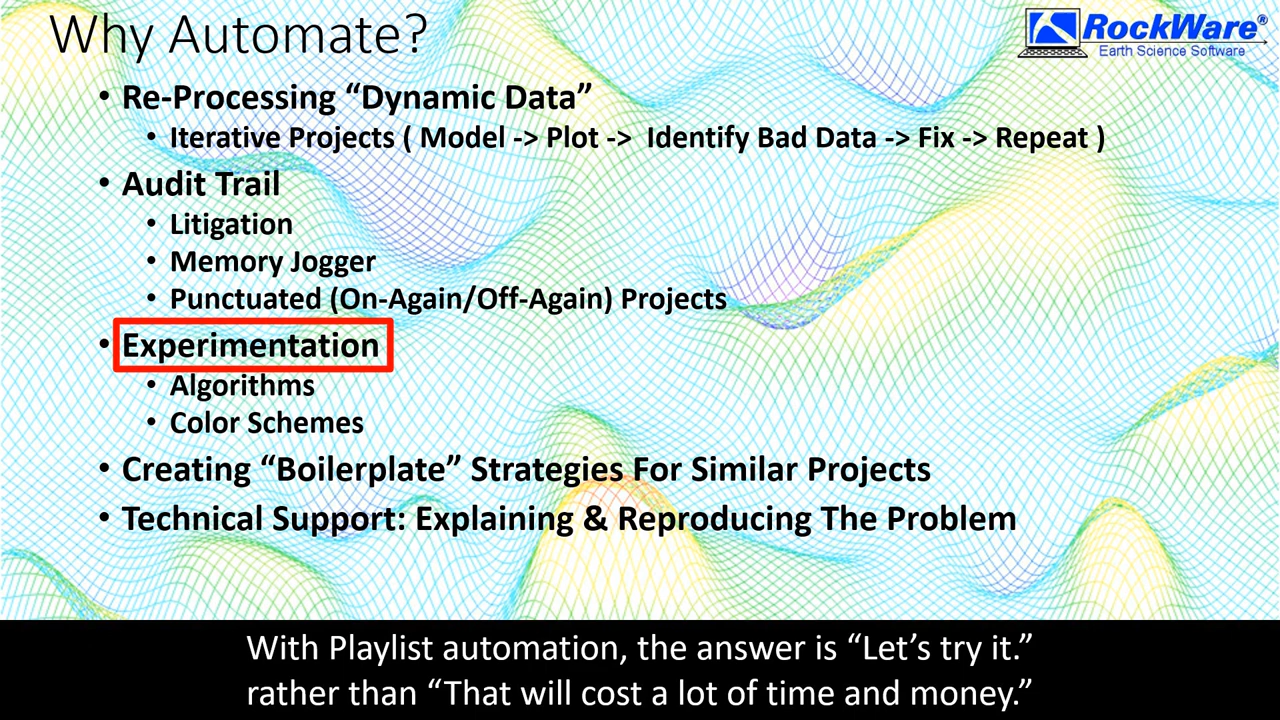 Why Automate?
RockWare®
Earth Science Software
• Re-Processing “Dynamic Data”
• Iterative Projects ( Model -> Plot -> Identify Bad Data -> Fix -> Repeat )
• Audit Trail
• Litigation
• Memory Jogger
• Punctuated (On-Again/Off-Again) Projects
• Experimentation
• Algorithms
• Color Schemes
• Creating “Boilerplate” Strategies For Similar Projects
• Technical Support: Explaining & Reproducing The Problem
With Playlist automation, the answer is “Let’s try it.”
rather than “That will cost a lot of time and money.”